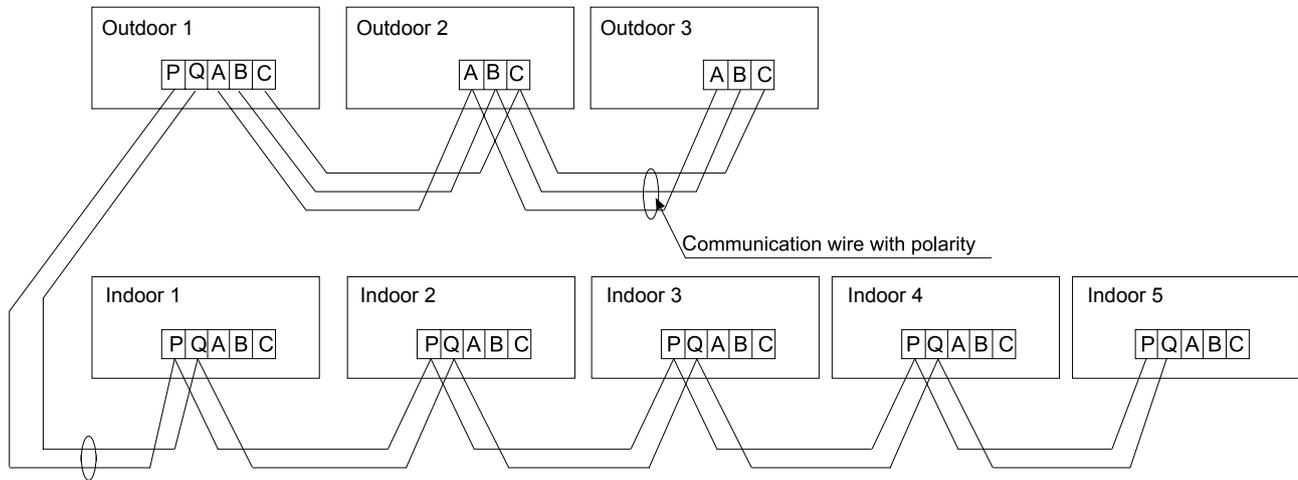 Outdoor 1
Outdoor 2
Outdoor 3
P Q A B C
A B C
A B C
Communication wire with polarity
Indoor 1
Indoor 2
Indoor 3
Indoor 4
Indoor 5
P Q A B C
P Q A B C
P Q A B C
P Q A B C
P Q A B C